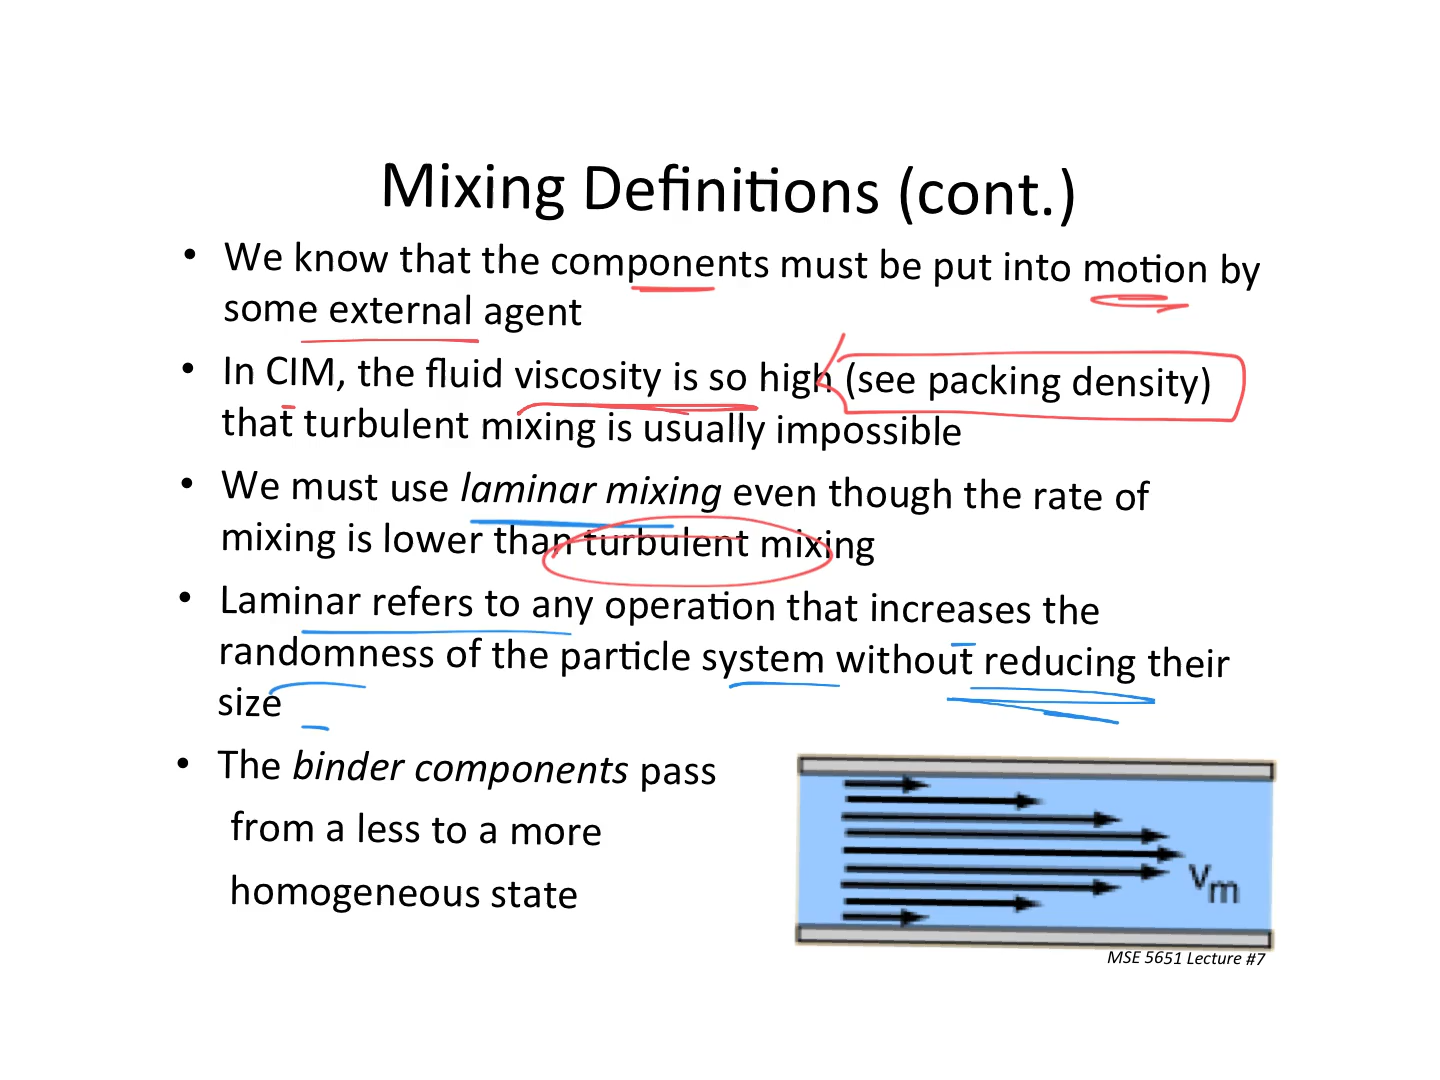 Mixing Definitions (cont.)
• We know that the components must be put into motion by
some external agent
• In CIM, the fluid viscosity is so high (see packing density)
that turbulent mixing is usually impossible
• We must use laminar mixing even though the rate of
mixing is lower than turbulent mixing
• Laminar refers to any operation that increases the
randomness of the particle system without reducing their
size
• The binder components pass
from a less to a more
homogeneous state
Vm
MSE 5651 Lecture #7